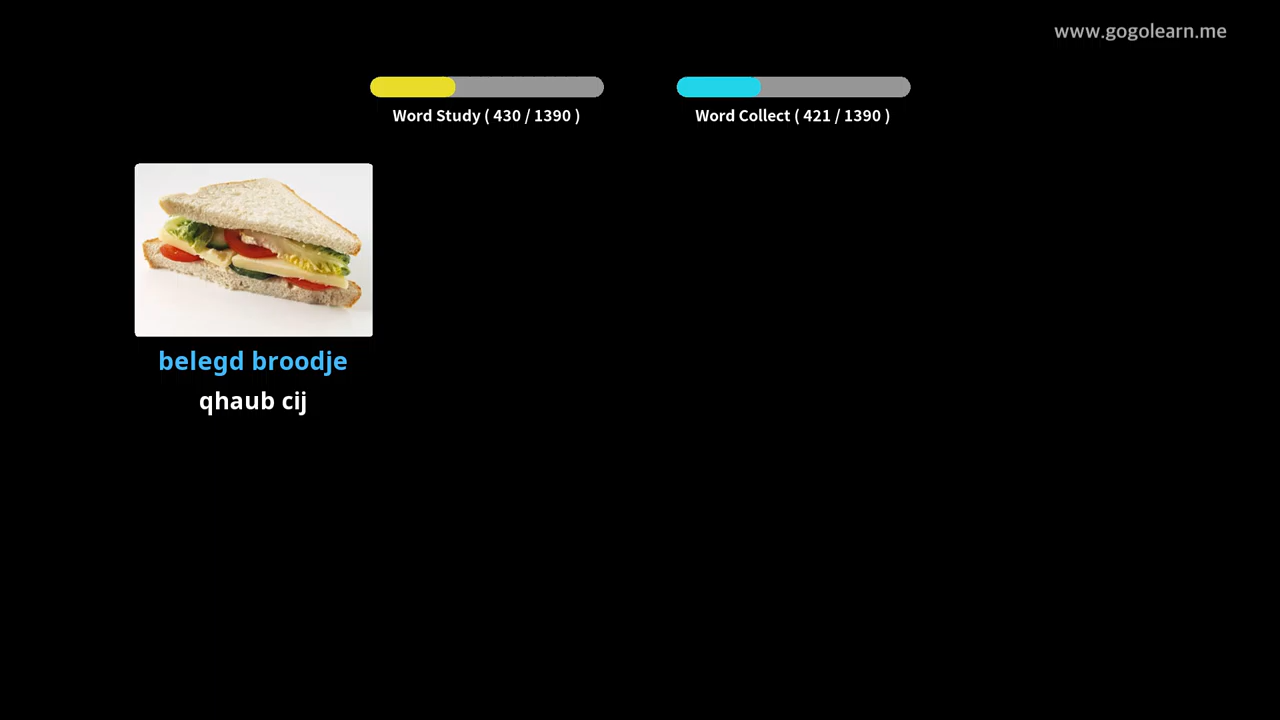 www.gogolearn.me
Word Study ( 430 / 1390 )
Word Collect ( 421 / 1390 )
belegd broodje
qhaub cij